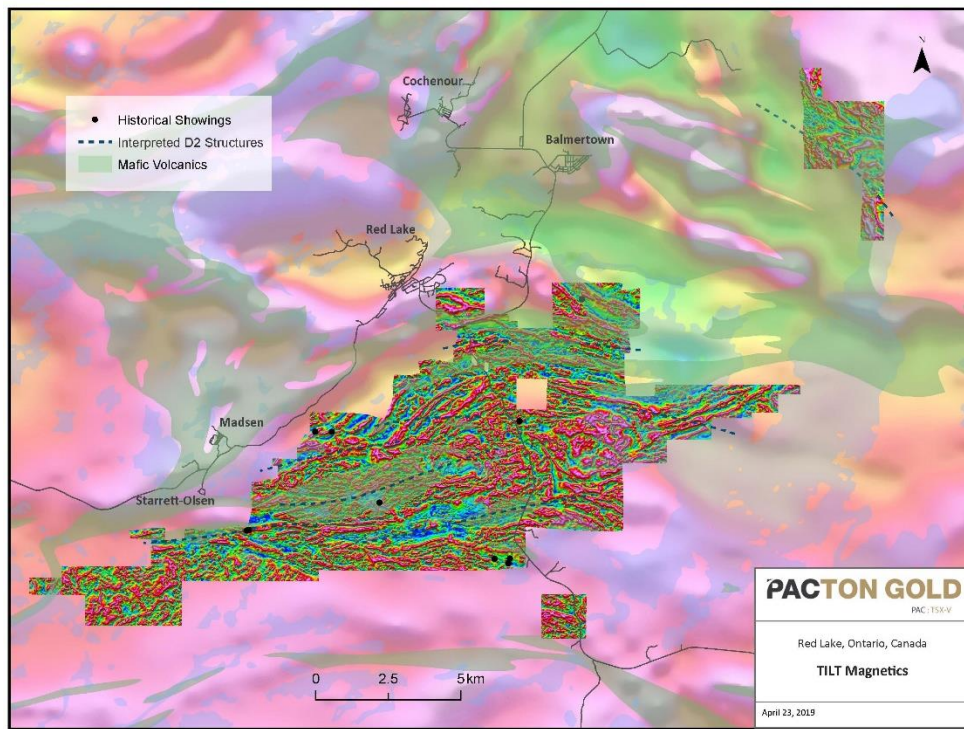 N
Cochenour
Historical Showings
Interpreted D2 Structures
Mafic Volcanics
Balmertown
Red Lake
Madsen
Starrett-Olsen
0 2.5 5km
PACTON GOLD
PAC : TSX-V
Red Lake, Ontario, Canada
TILT Magnetics
April 23, 2019